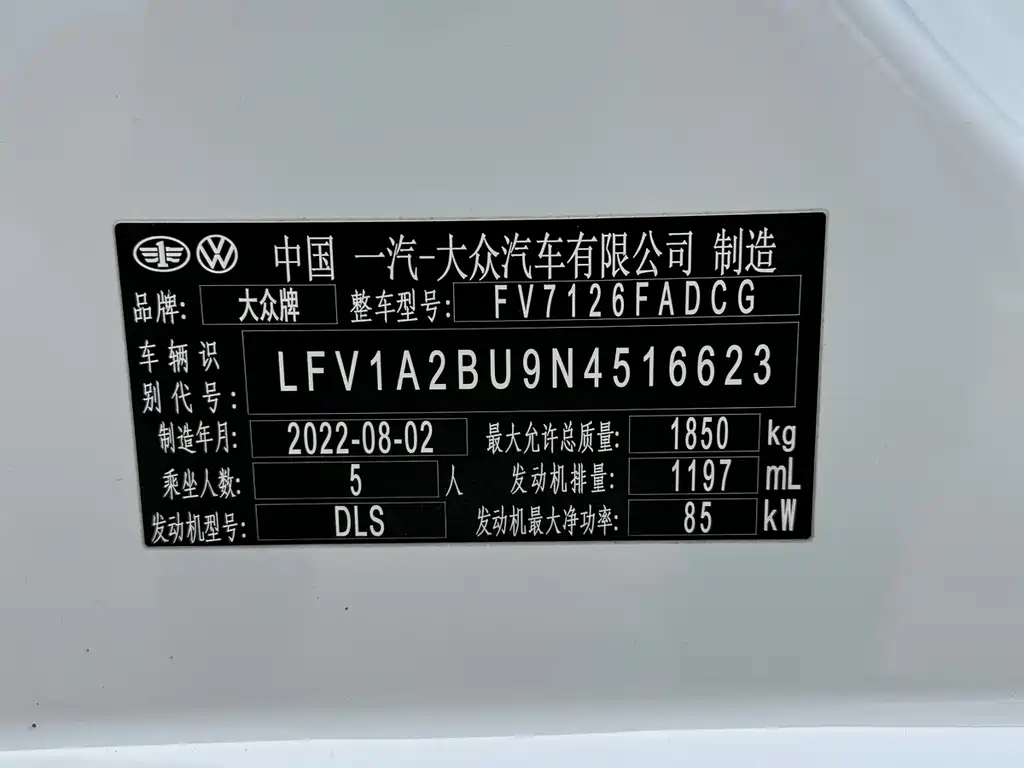 中国 一汽-大众汽车有限公司 制造
品牌: 大众牌 整车型号: FV7126FADCG
车辆识别代号: LFV1A2BU9N4516623
制造年月: 2022-08-02 最大允许总质量: 1850 kg
乘坐人数: 5 人 发动机排量: 1197 mL
发动机型号: DLS 发动机最大净功率: 85 kW